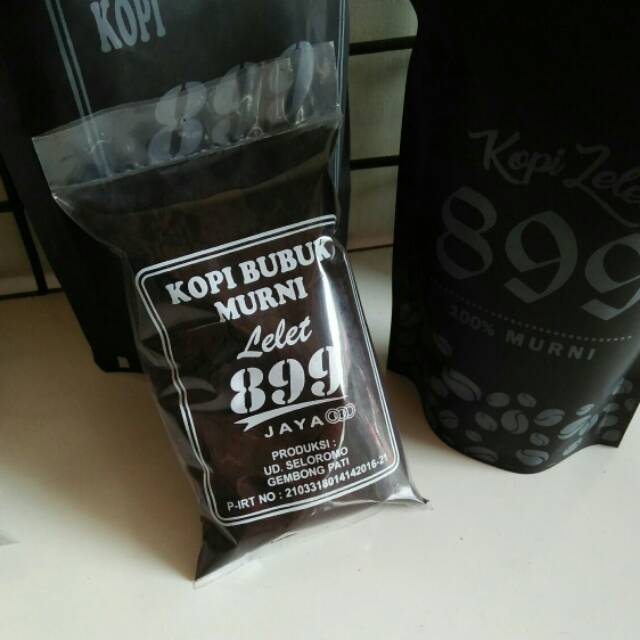 KOPI
899
KOPI BUBUK
MURNI
Lelet
899
JAYA
PRODUKSI :
UD. SELOROMO
GEMBONG PATI
P-IRT NO : 2103318014142016-21
Kopi Lelet
899
100% MURNI